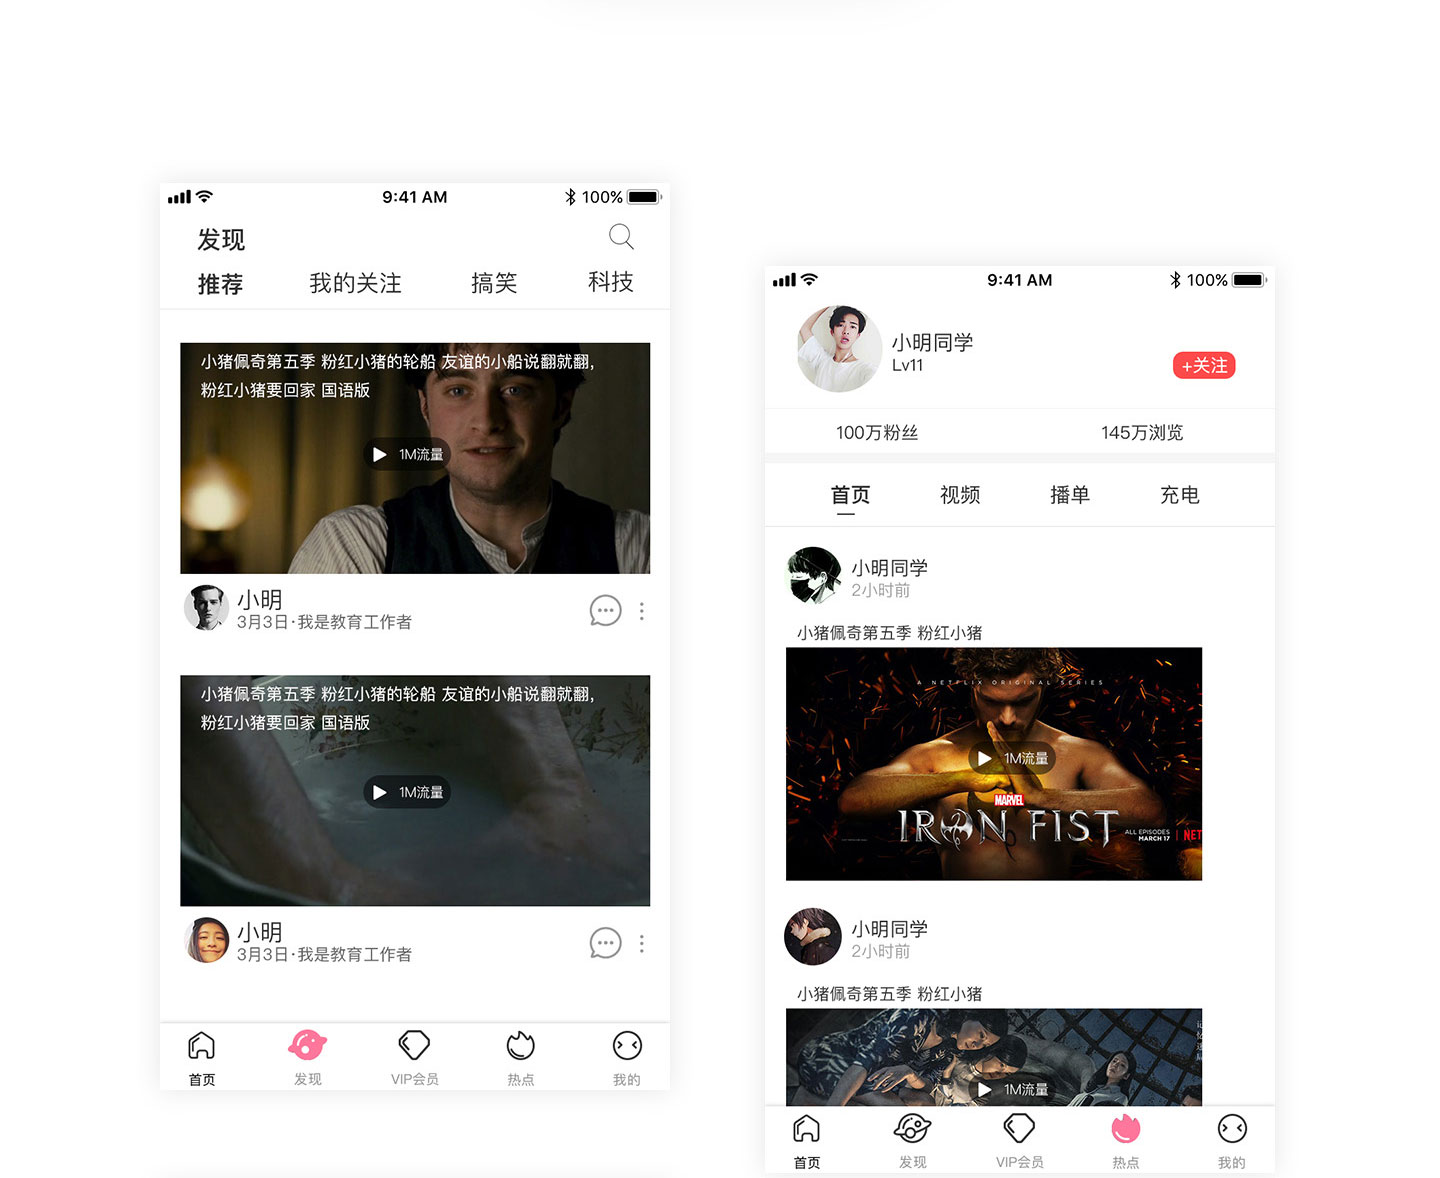 9:41 AM
100%
发现
推荐 我的关注 搞笑 科技
小猪佩奇第五季 粉红小猪的轮船 友谊的小船说翻就翻,
粉红小猪要回家 国语版
1M流量
小明
3月3日·我是教育工作者
小猪佩奇第五季 粉红小猪的轮船 友谊的小船说翻就翻,
粉红小猪要回家 国语版
1M流量
小明
3月3日·我是教育工作者
首页 发现 VIP会员 热点 我的
9:41 AM
100%
小明同学
Lv11
+关注
100万粉丝 145万浏览
首页 视频 播单 充电
小明同学
2小时前
小猪佩奇第五季 粉红小猪
A NETFLIX ORIGINAL SERIES
1M流量
MARVEL
IRON FIST
ALL EPISODES
MARCH 17
NET
小明同学
2小时前
小猪佩奇第五季 粉红小猪
1M流量
首页 发现 VIP会员 热点 我的